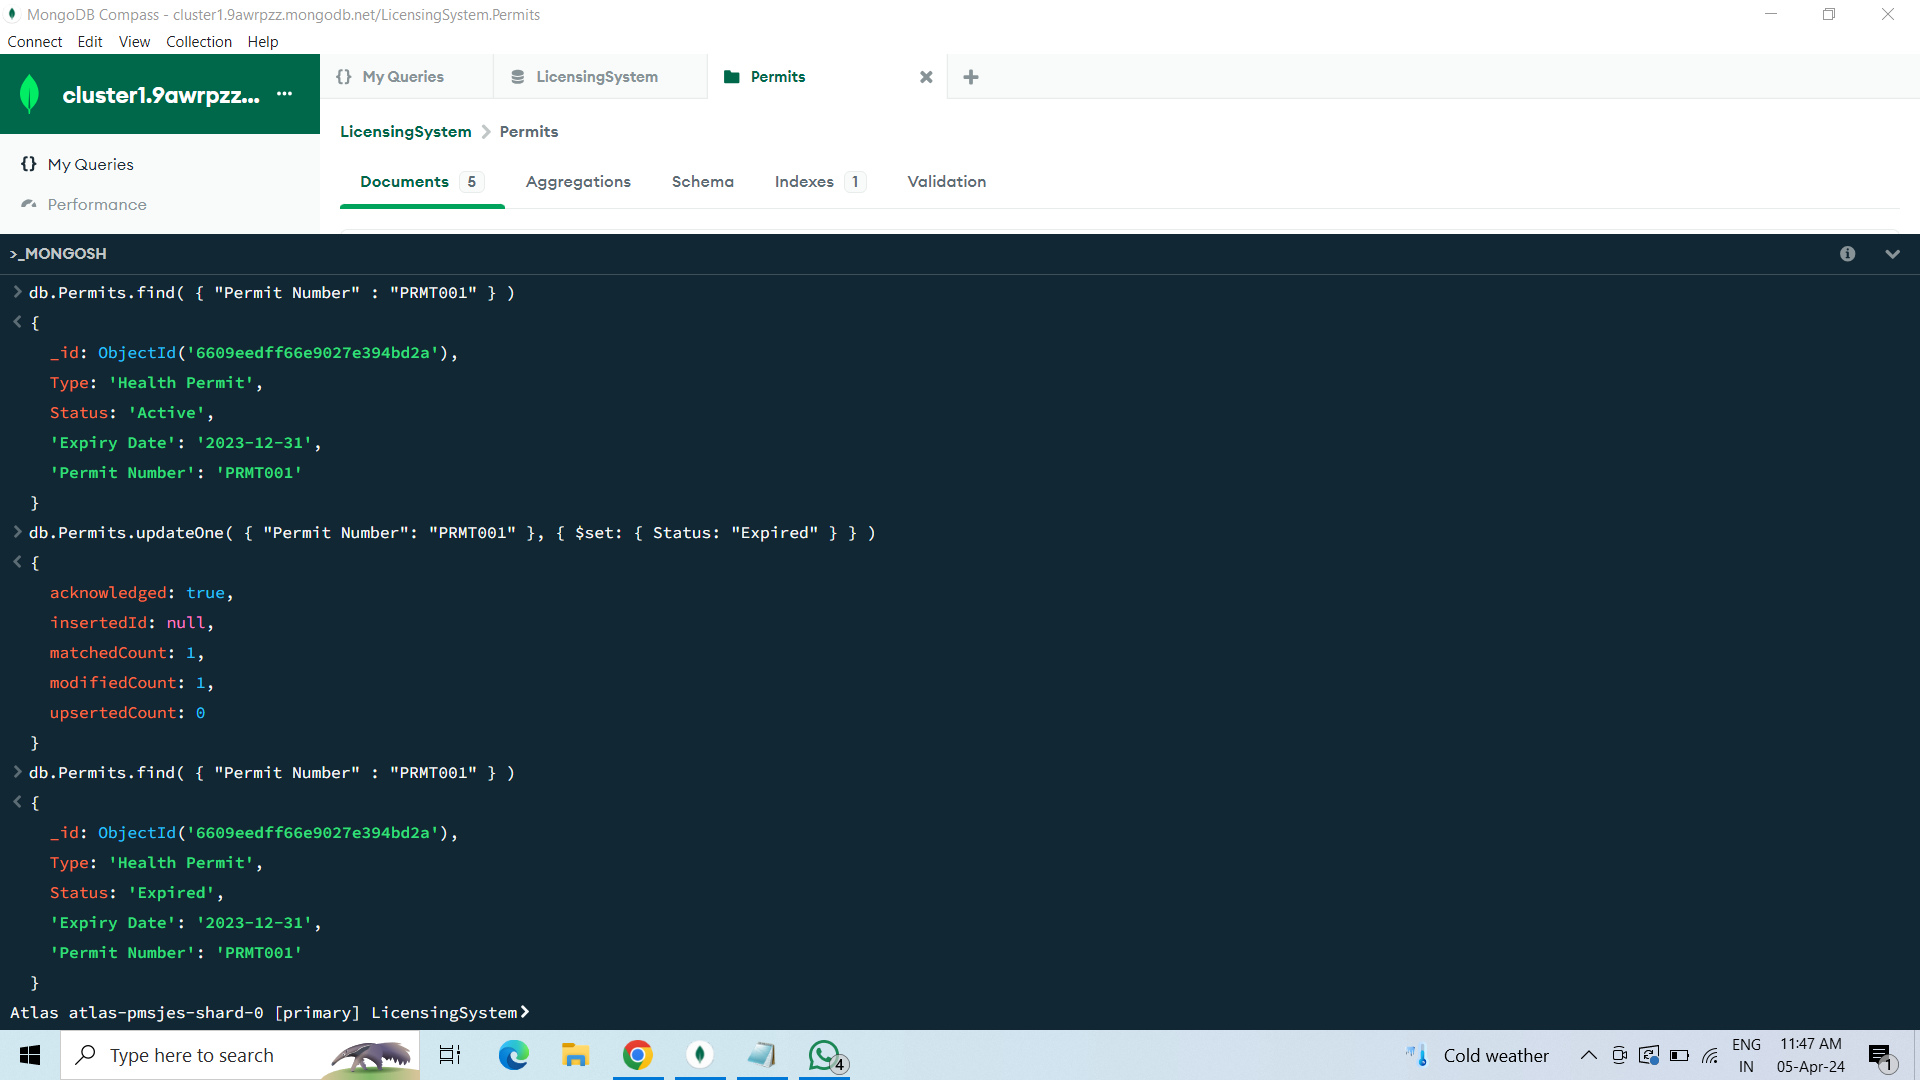 MongoDB Compass - cluster1.9awrpzz.mongodb.net/LicensingSystem.Permits
Connect Edit View Collection Help
cluster1.9awrpzz... ...
{} My Queries
LicensingSystem
Permits
LicensingSystem > Permits
{} My Queries
Performance
Documents 5
Aggregations
Schema
Indexes 1
Validation
>_MONGOSH
> db.Permits.find( { "Permit Number" : "PRMT001" } )
< {
_id: ObjectId('6609eedff66e9027e394bd2a'),
Type: 'Health Permit',
Status: 'Active',
'Expiry Date': '2023-12-31',
'Permit Number': 'PRMT001'
}
> db.Permits.updateOne( { "Permit Number": "PRMT001" }, { $set: { Status: "Expired" } } )
< {
acknowledged: true,
insertedId: null,
matchedCount: 1,
modifiedCount: 1,
upsertedCount: 0
}
> db.Permits.find( { "Permit Number" : "PRMT001" } )
< {
_id: ObjectId('6609eedff66e9027e394bd2a'),
Type: 'Health Permit',
Status: 'Expired',
'Expiry Date': '2023-12-31',
'Permit Number': 'PRMT001'
}
Atlas atlas-pmsjes-shard-0 [primary] LicensingSystem>
Type here to search
4
Cold weather
ENG
IN
11:47 AM
05-Apr-24
1